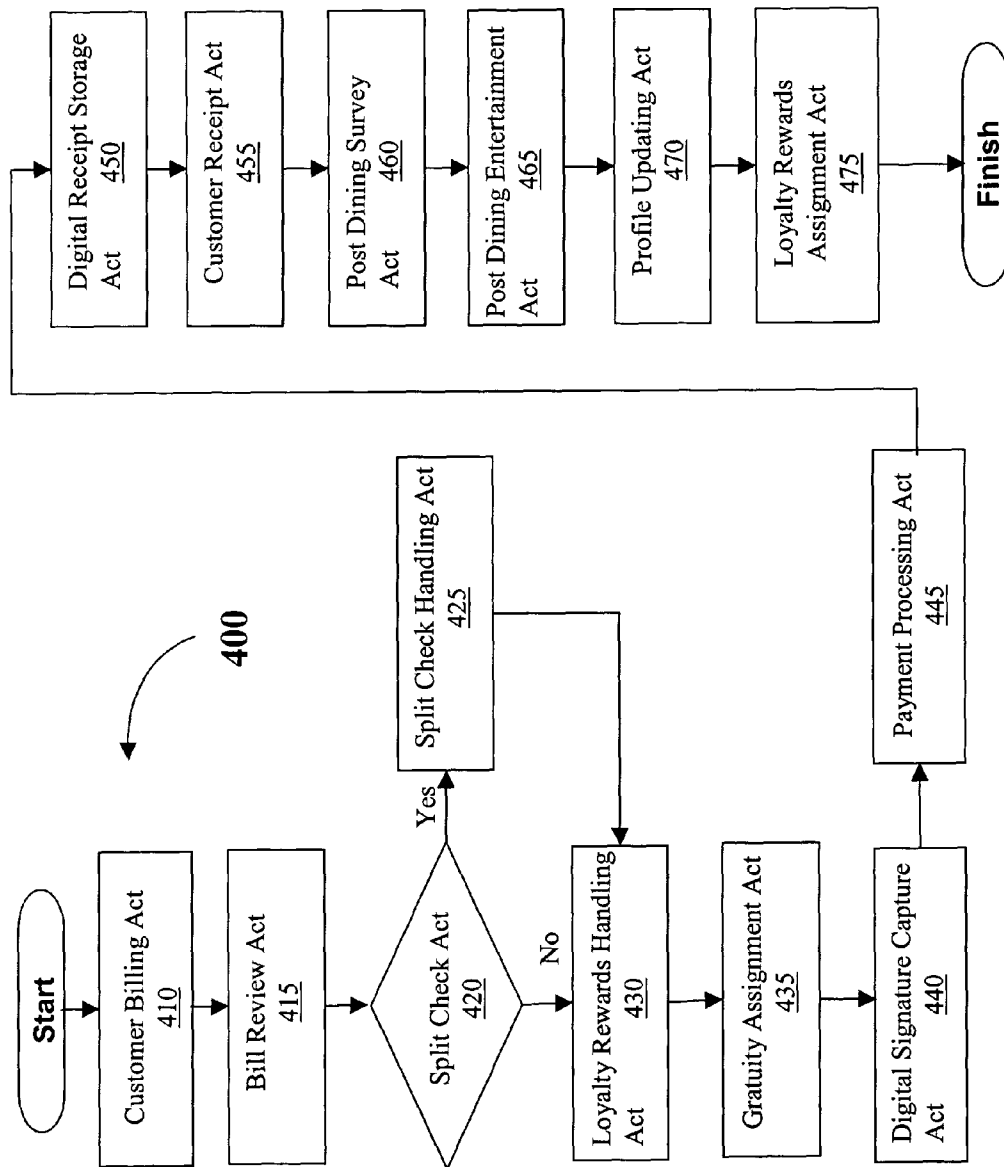 Start
Customer Billing Act
410
Bill Review Act
415
Split Check Act
420
Yes
Split Check Handling Act
425
No
Loyalty Rewards Handling
Act 430
Gratuity Assignment Act
435
Digital Signature Capture
Act 440
Payment Processing Act
445
400
Digital Receipt Storage
Act 450
Customer Receipt Act
455
Post Dining Survey
Act 460
Post Dining Entertainment
Act 465
Profile Updating Act
470
Loyalty Rewards
Assignment Act
475
Finish